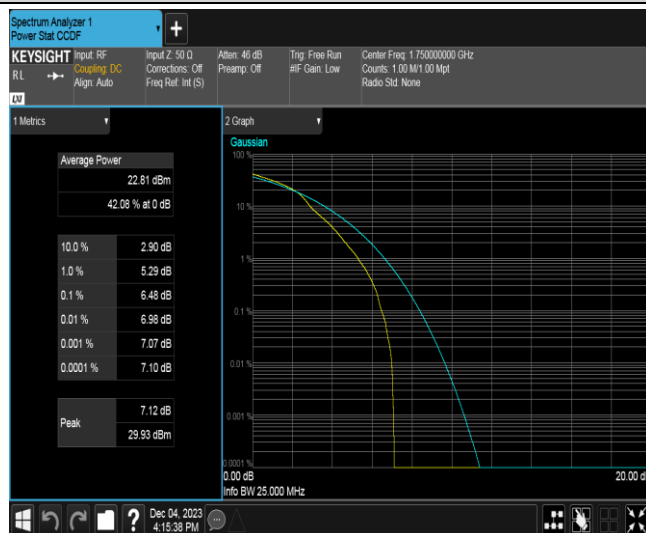 Spectrum Analyzer 1
Power Stat CCDF
+
KEYSIGHT
RL
LXI
Input: RF
Coupling: DC
Align: Auto
Input Z: 50 Ω
Corrections: Off
Freq Ref: Int (S)
Atten: 46 dB
Preamp: Off
Trig: Free Run
#IF Gain: Low
Center Freq: 1.750000000 GHz
Counts: 1.00 M/1.00 Mpt
Radio Std: None
1 Metrics
Average Power
22.81 dBm
42.08 % at 0 dB
10.0 % 2.90 dB
1.0 % 5.29 dB
0.1 % 6.48 dB
0.01 % 6.98 dB
0.001 % 7.07 dB
0.0001 % 7.10 dB
Peak
7.12 dB
29.93 dBm
2 Graph
Gaussian
100 %
10 %
1 %
0.1 %
0.01 %
0.001 %
0.0001 %
0.00 dB
20.00 d
Info BW 25.000 MHz
?
Dec 04, 2023
4:15:38 PM